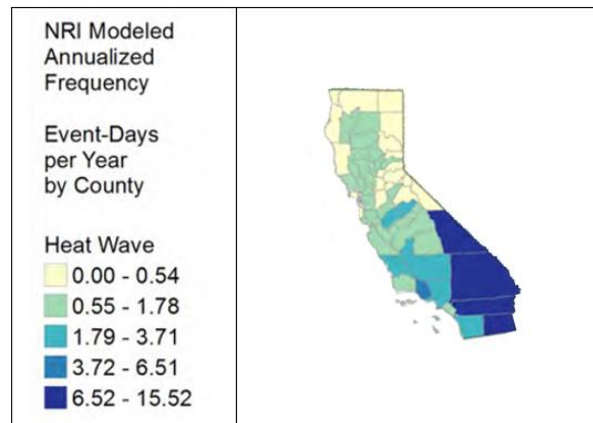 NRI Modeled
Annualized
Frequency
Event-Days
per Year
by County
Heat Wave
0.00 - 0.54
0.55 - 1.78
1.79 - 3.71
3.72 - 6.51
6.52 - 15.52